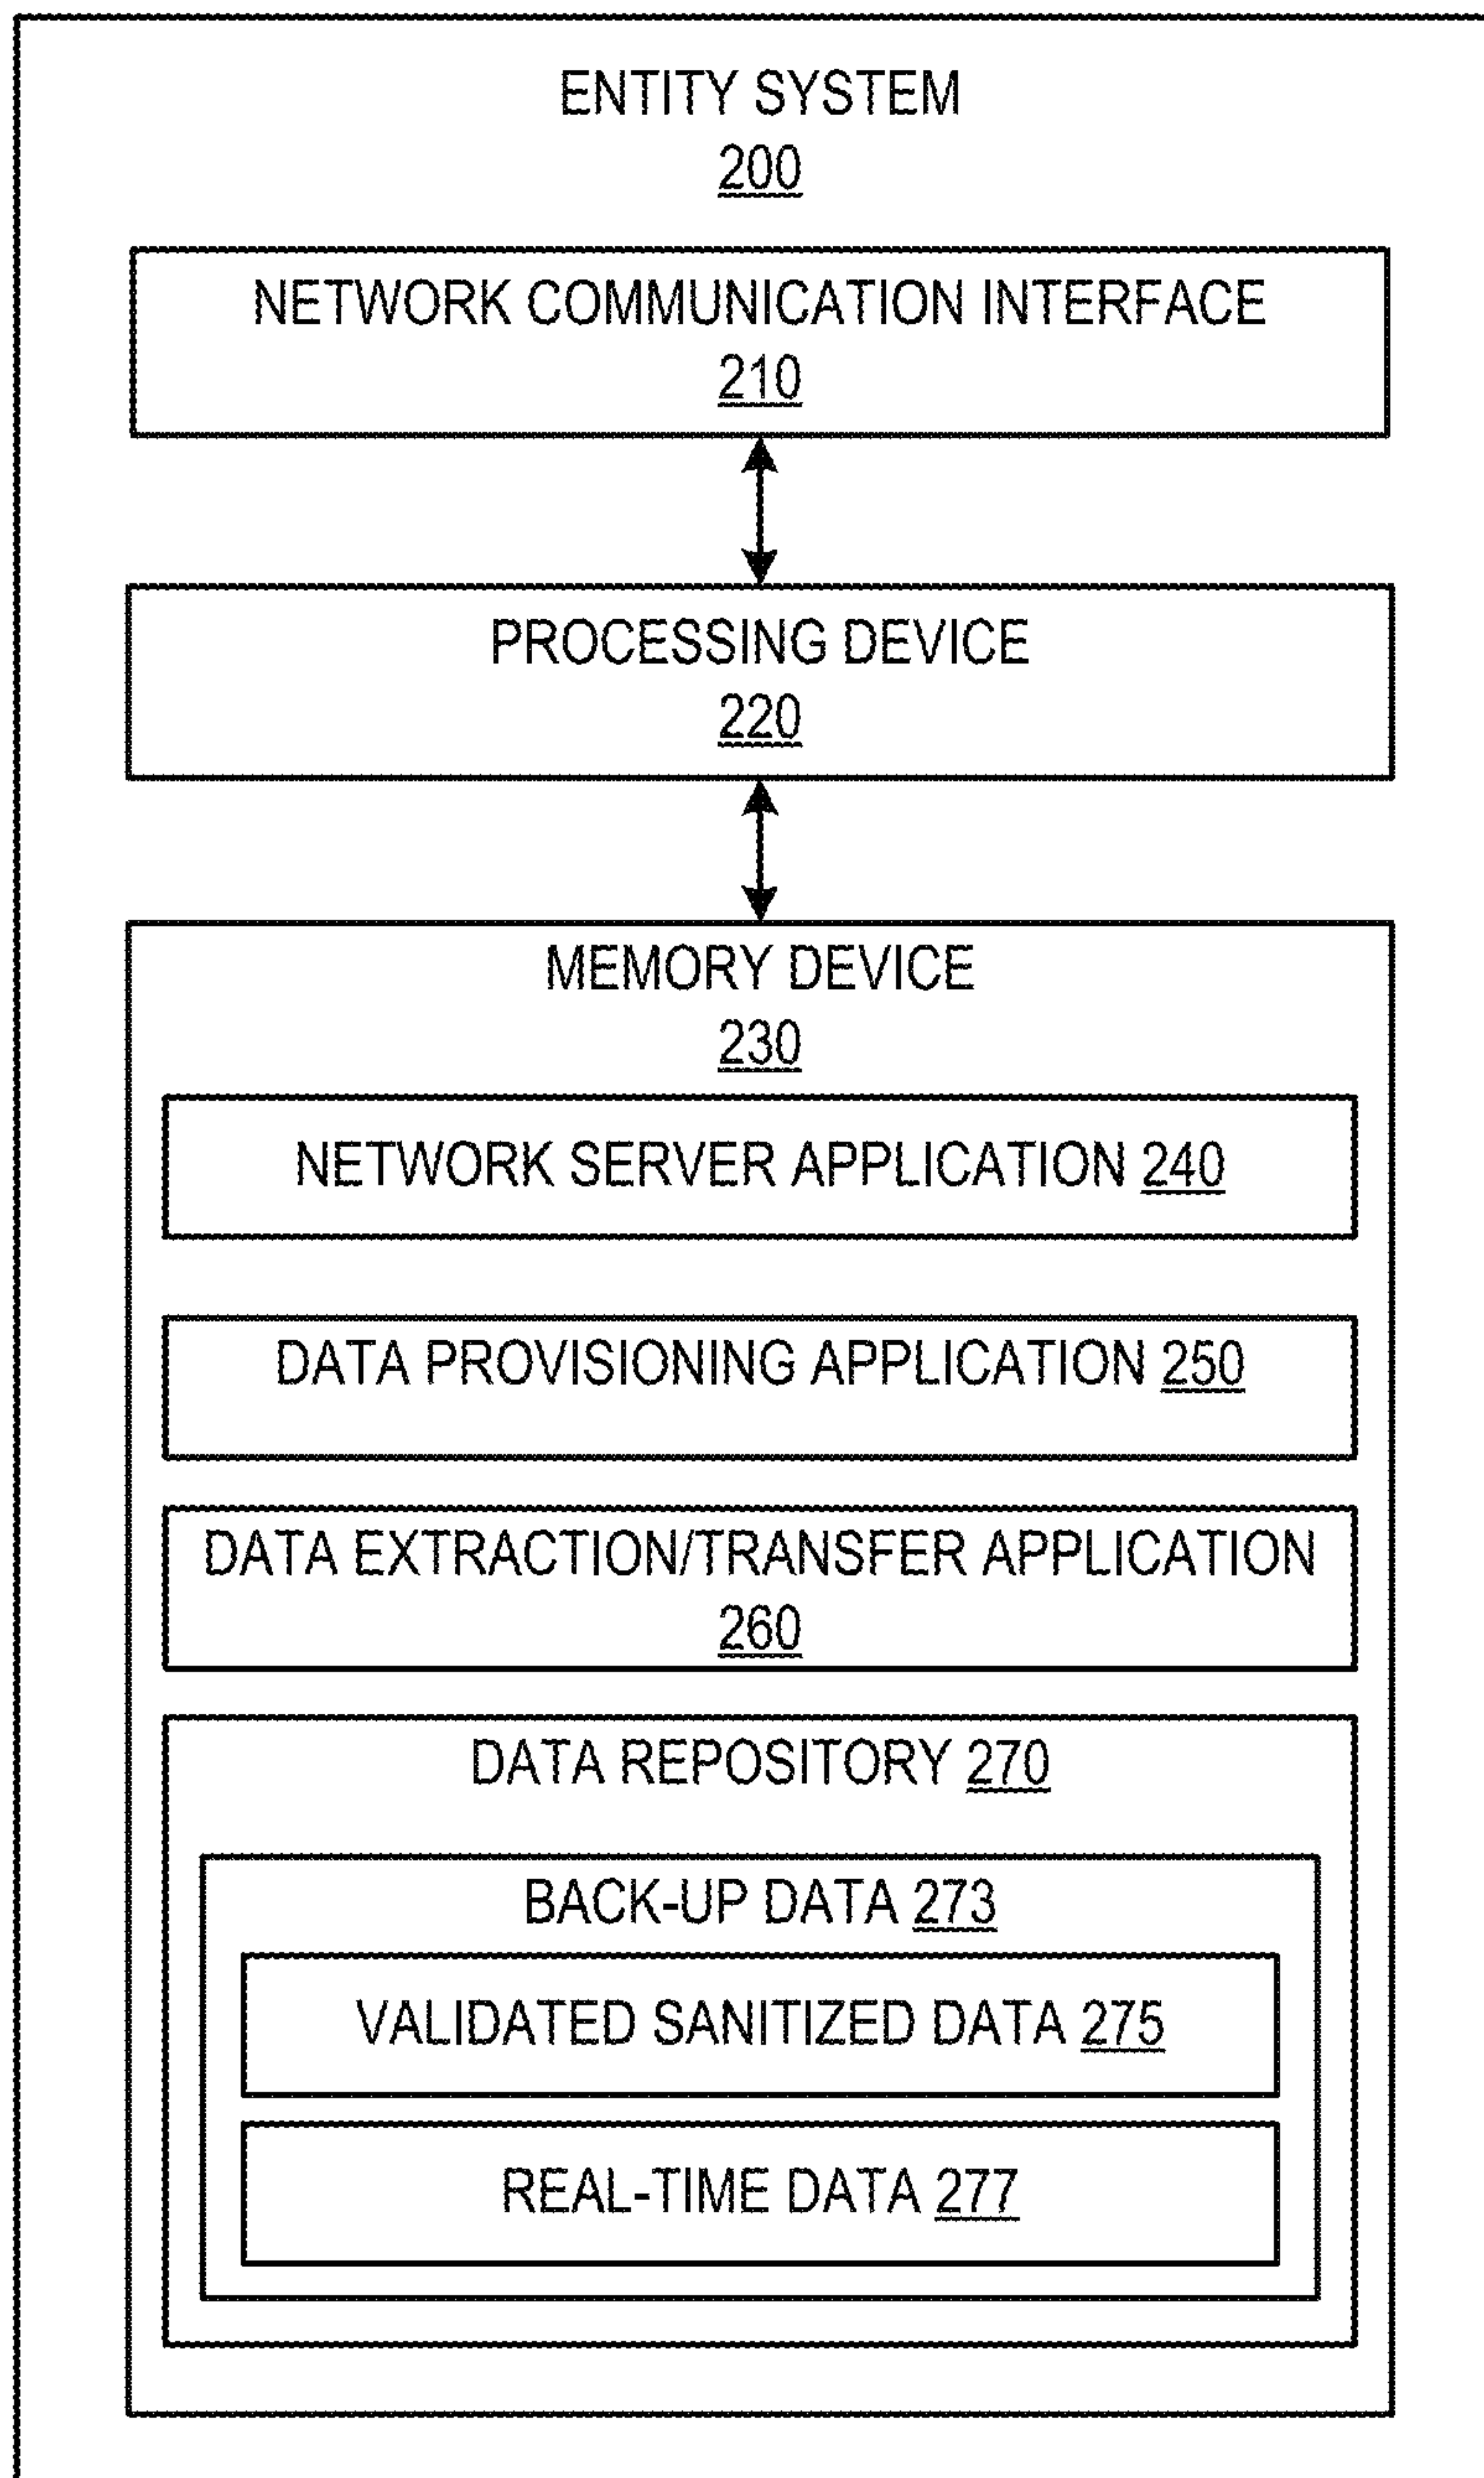 ENTITY SYSTEM
200
NETWORK COMMUNICATION INTERFACE
210
PROCESSING DEVICE
220
MEMORY DEVICE
230
NETWORK SERVER APPLICATION 240
DATA PROVISIONING APPLICATION 250
DATA EXTRACTION/TRANSFER APPLICATION
260
DATA REPOSITORY 270
BACK-UP DATA 273
VALIDATED SANITIZED DATA 275
REAL-TIME DATA 277